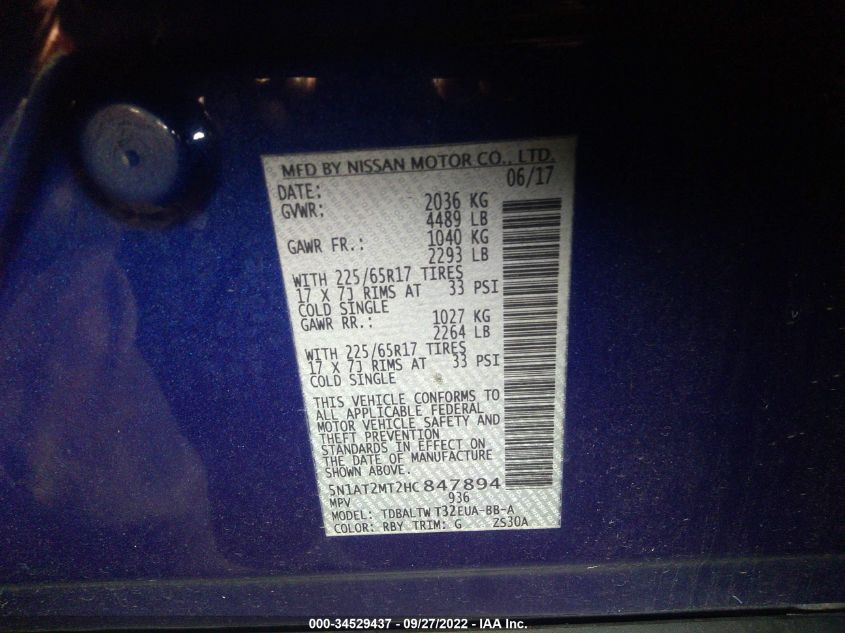 MFD BY NISSAN MOTOR CO., LTD.
DATE: 06/17
GVWR: 2036 KG
4489 LB
GAWR FR.: 1040 KG
2293 LB
WITH 225/65R17 TIRES
17 X 7J RIMS AT 33 PSI
COLD SINGLE
GAWR RR.: 1027 KG
2264 LB
WITH 225/65R17 TIRES
17 X 7J RIMS AT 33 PSI
COLD SINGLE
THIS VEHICLE CONFORMS TO
ALL APPLICABLE FEDERAL
MOTOR VEHICLE SAFETY AND
THEFT PREVENTION
STANDARDS IN EFFECT ON
THE DATE OF MANUFACTURE
SHOWN ABOVE.
5N1AT2MT2HC847894
MPV 936
MODEL: TDBALTW T32EUA-BB-A
COLOR: RBY TRIM: G ZS30A
000-34529437 - 09/27/2022 - IAA Inc.